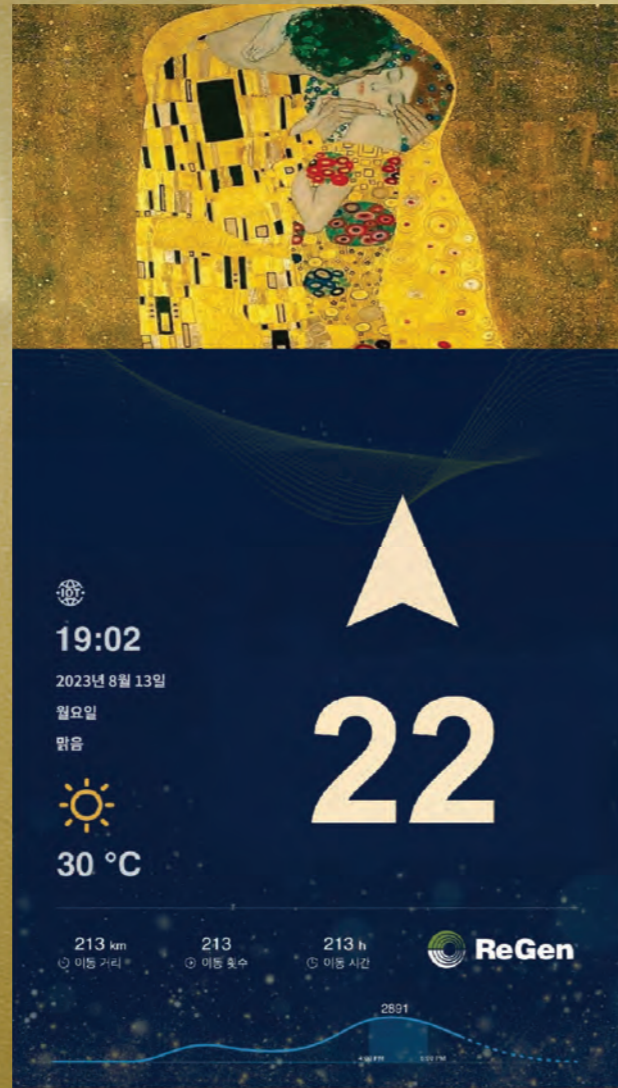 IOT
19:02
2023년 8월 13일
월요일
맑음
22
30 °C
213 km
이동 거리
213
이동 횟수
213 h
이동 시간
ReGen
2891